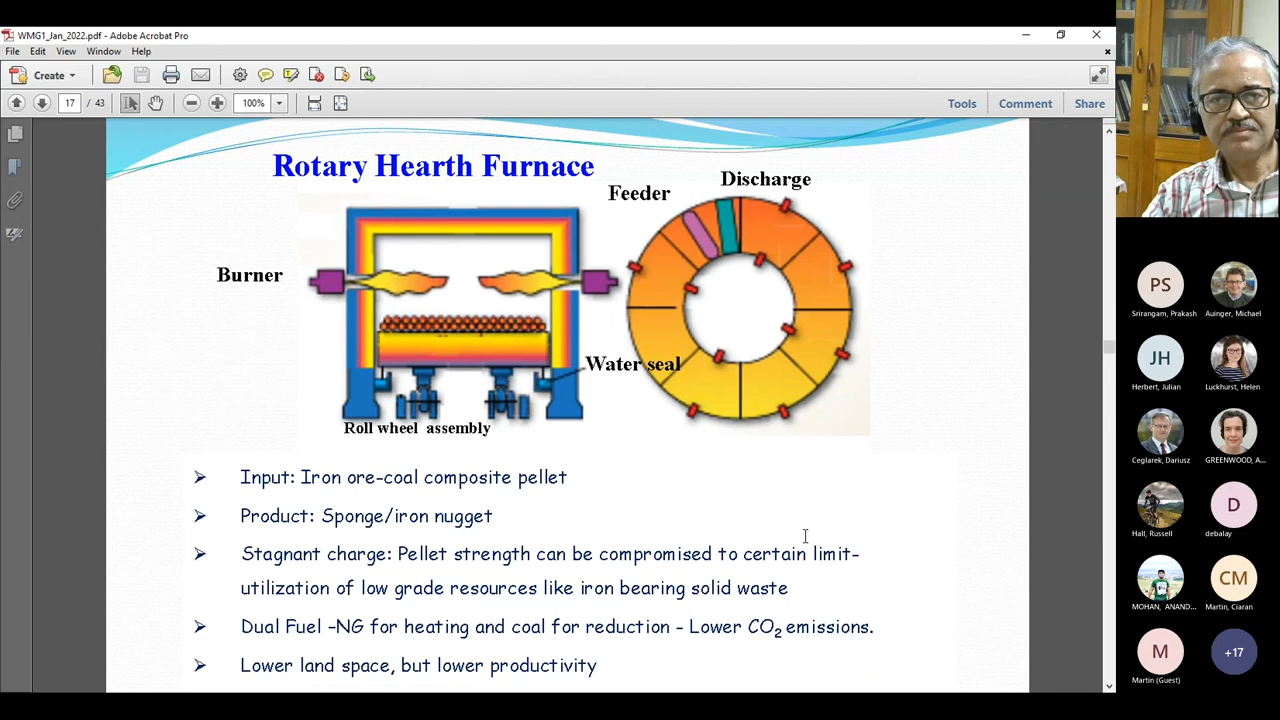 WMG1_Jan_2022.pdf - Adobe Acrobat Pro
File Edit View Window Help
Create
17 / 43 100% Tools Comment Share
Rotary Hearth Furnace
Feeder
Discharge
Burner
Water seal
Roll wheel assembly
Input: Iron ore-coal composite pellet
Product: Sponge/iron nugget
Stagnant charge: Pellet strength can be compromised to certain limit-
utilization of low grade resources like iron bearing solid waste
Dual Fuel –NG for heating and coal for reduction - Lower CO2 emissions.
Lower land space, but lower productivity
PS
Srirangam, Prakash
Auinger, Michael
JH
Herbert, Julian
Luckhurst, Helen
Ceglarek, Dariusz
GREENWOOD, A...
Hall, Russell
D
debalay
MOHAN, ANAND...
CM
Martin, Ciaran
M
Martin (Guest)
+17